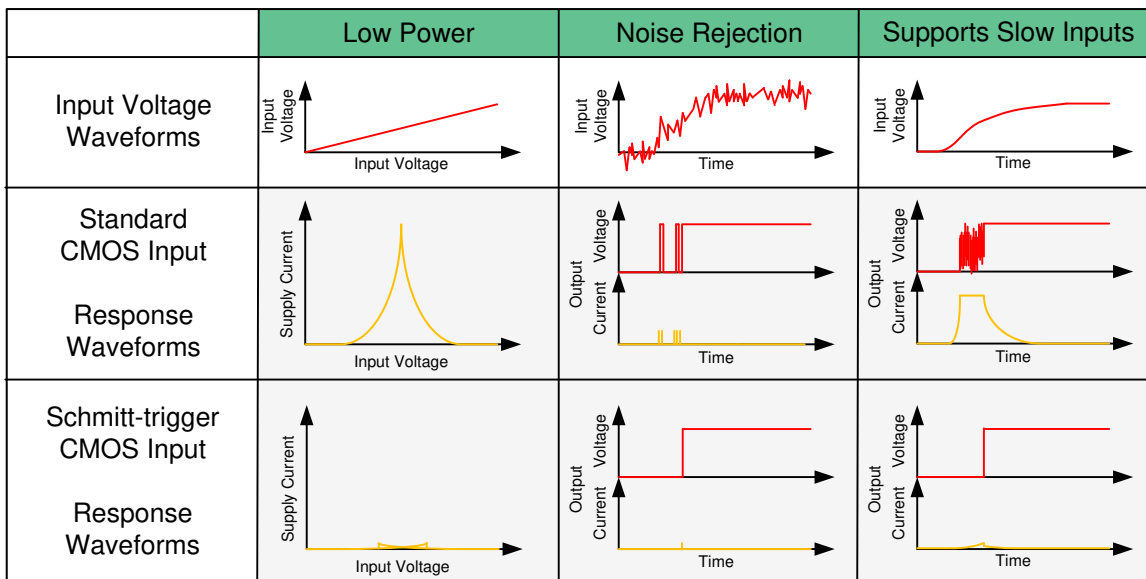 Low Power
Noise Rejection
Supports Slow Inputs
Input Voltage
Waveforms
Input
Voltage
Input Voltage
Input
Voltage
Time
Input
Voltage
Time
Standard
CMOS Input
Response
Waveforms
Supply Current
Input Voltage
Output
Voltage
Current
Time
Output
Voltage
Current
Time
Schmitt-trigger
CMOS Input
Response
Waveforms
Supply Current
Input Voltage
Output
Voltage
Current
Time
Output
Voltage
Current
Time